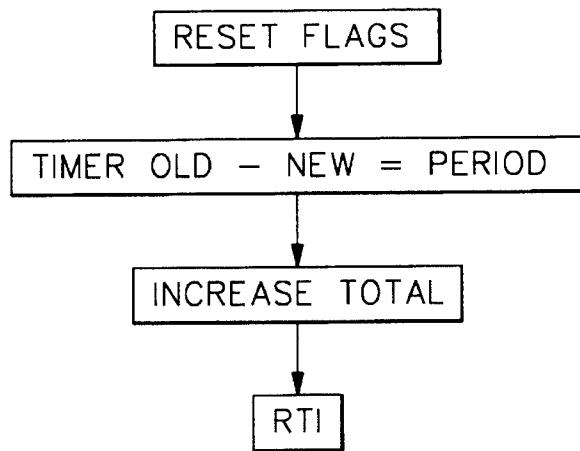 RESET FLAGS
TIMER OLD – NEW = PERIOD
INCREASE TOTAL
RTI